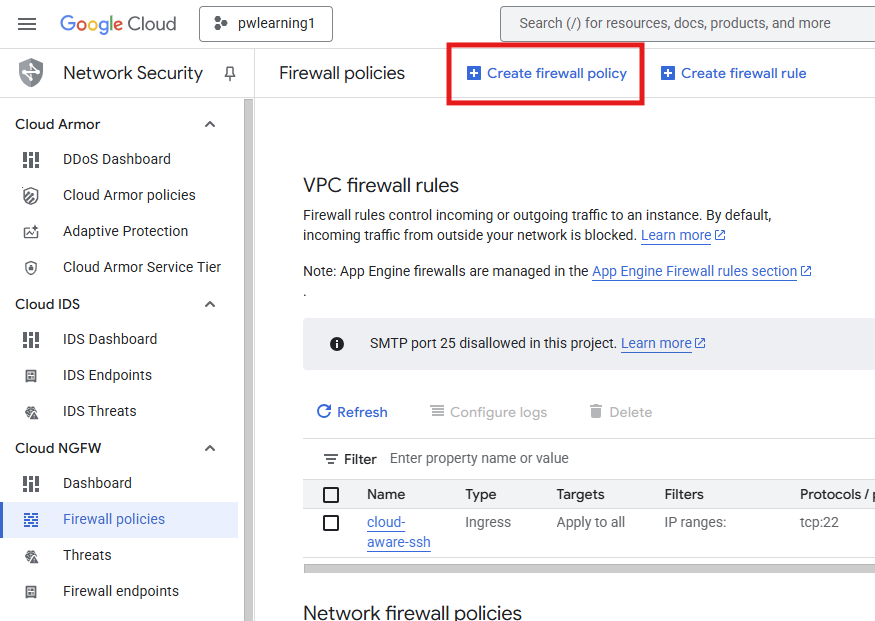 Google Cloud
pwlearning1
Search (/) for resources, docs, products, and more
Network Security
Firewall policies
Create firewall policy
Create firewall rule
Cloud Armor
DDoS Dashboard
Cloud Armor policies
Adaptive Protection
Cloud Armor Service Tier
Cloud IDS
IDS Dashboard
IDS Endpoints
IDS Threats
Cloud NGFW
Dashboard
Firewall policies
Threats
Firewall endpoints
VPC firewall rules
Firewall rules control incoming or outgoing traffic to an instance. By default,
incoming traffic from outside your network is blocked. Learn more
Note: App Engine firewalls are managed in the App Engine Firewall rules section
.
SMTP port 25 disallowed in this project. Learn more
Refresh Configure logs Delete
Filter Enter property name or value
Name Type Targets Filters Protocols /
cloud- Ingress Apply to all IP ranges: tcp:22
aware-ssh
Network firewall policies